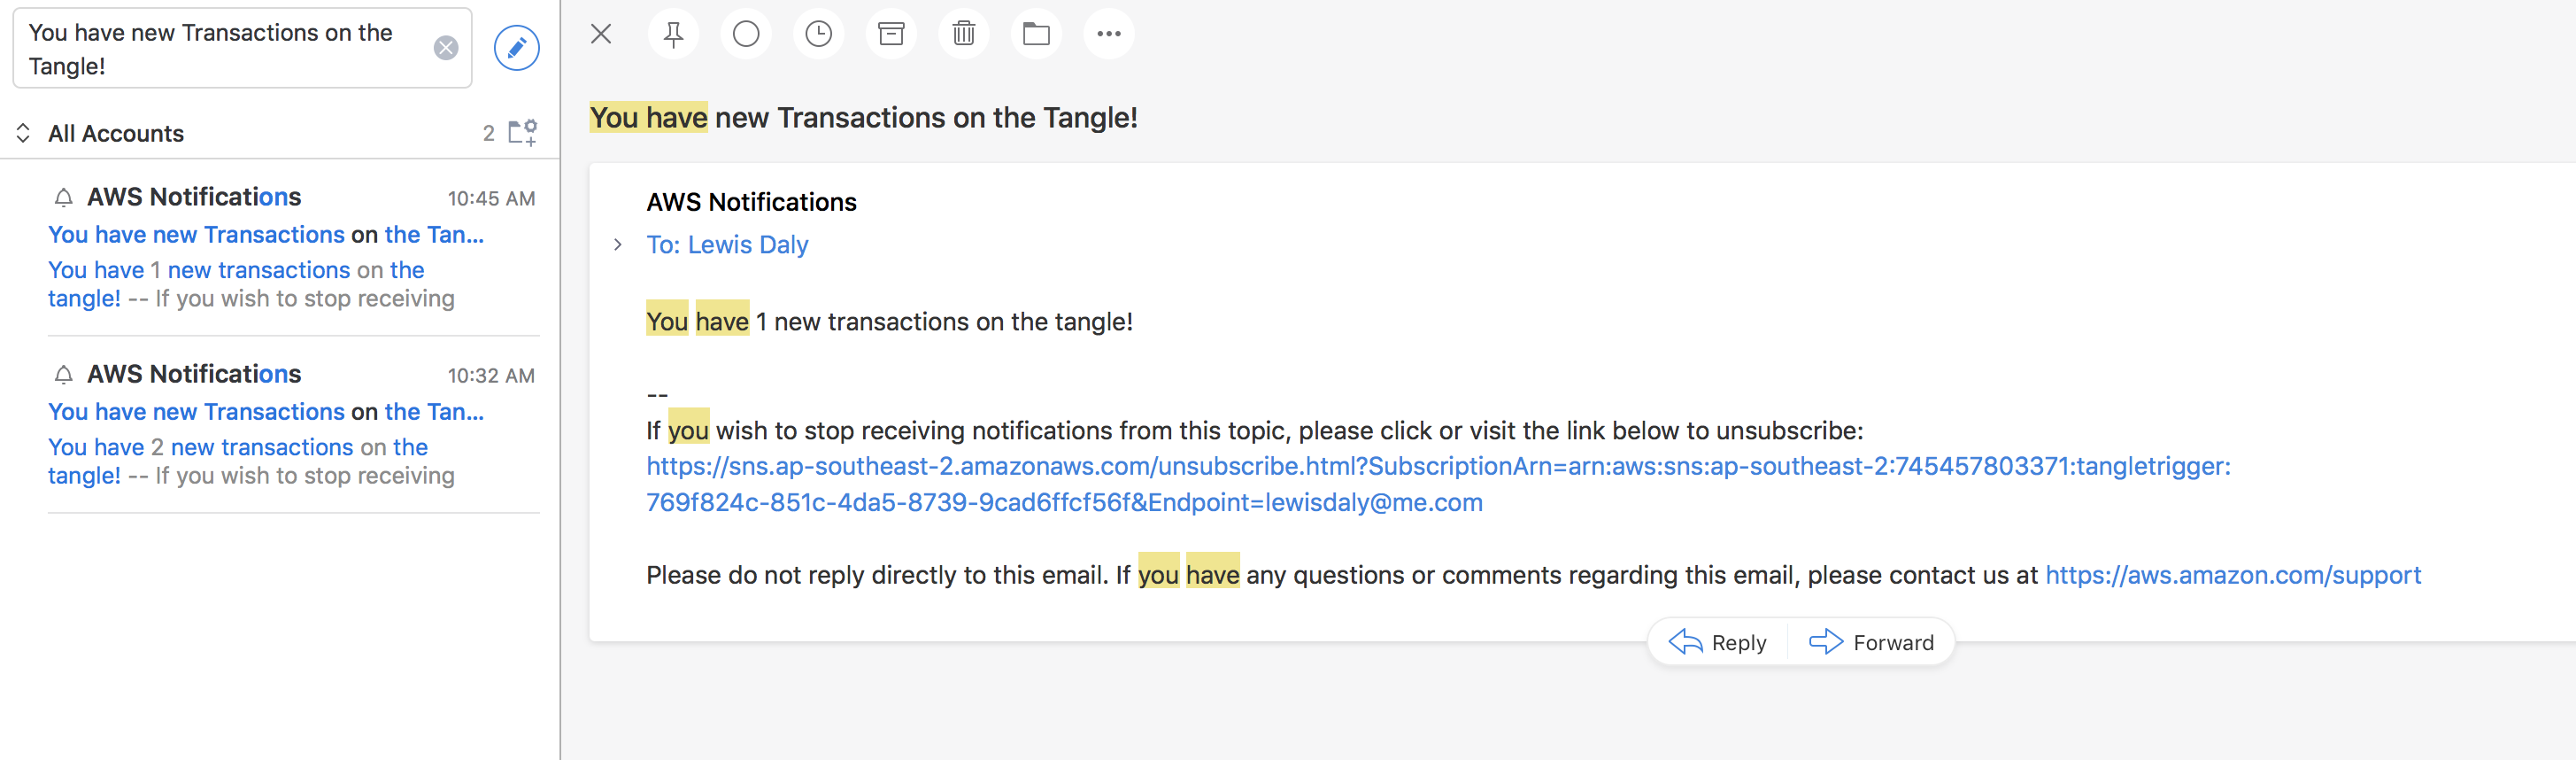 You have new Transactions on the
Tangle!
All Accounts
2
AWS Notifications
10:45 AM
You have new Transactions on the Tan...
You have 1 new transactions on the
tangle! -- If you wish to stop receiving
AWS Notifications
10:32 AM
You have new Transactions on the Tan...
You have 2 new transactions on the
tangle! -- If you wish to stop receiving
You have new Transactions on the Tangle!
AWS Notifications
To: Lewis Daly
You have 1 new transactions on the tangle!
--
If you wish to stop receiving notifications from this topic, please click or visit the link below to unsubscribe:
https://sns.ap-southeast-2.amazonaws.com/unsubscribe.html?SubscriptionArn=arn:aws:sns:ap-southeast-2:745457803371:tangletrigger:
769f824c-851c-4da5-8739-9cad6ffcf56f&Endpoint=lewisdaly@me.com
Please do not reply directly to this email. If you have any questions or comments regarding this email, please contact us at https://aws.amazon.com/support
Reply
Forward